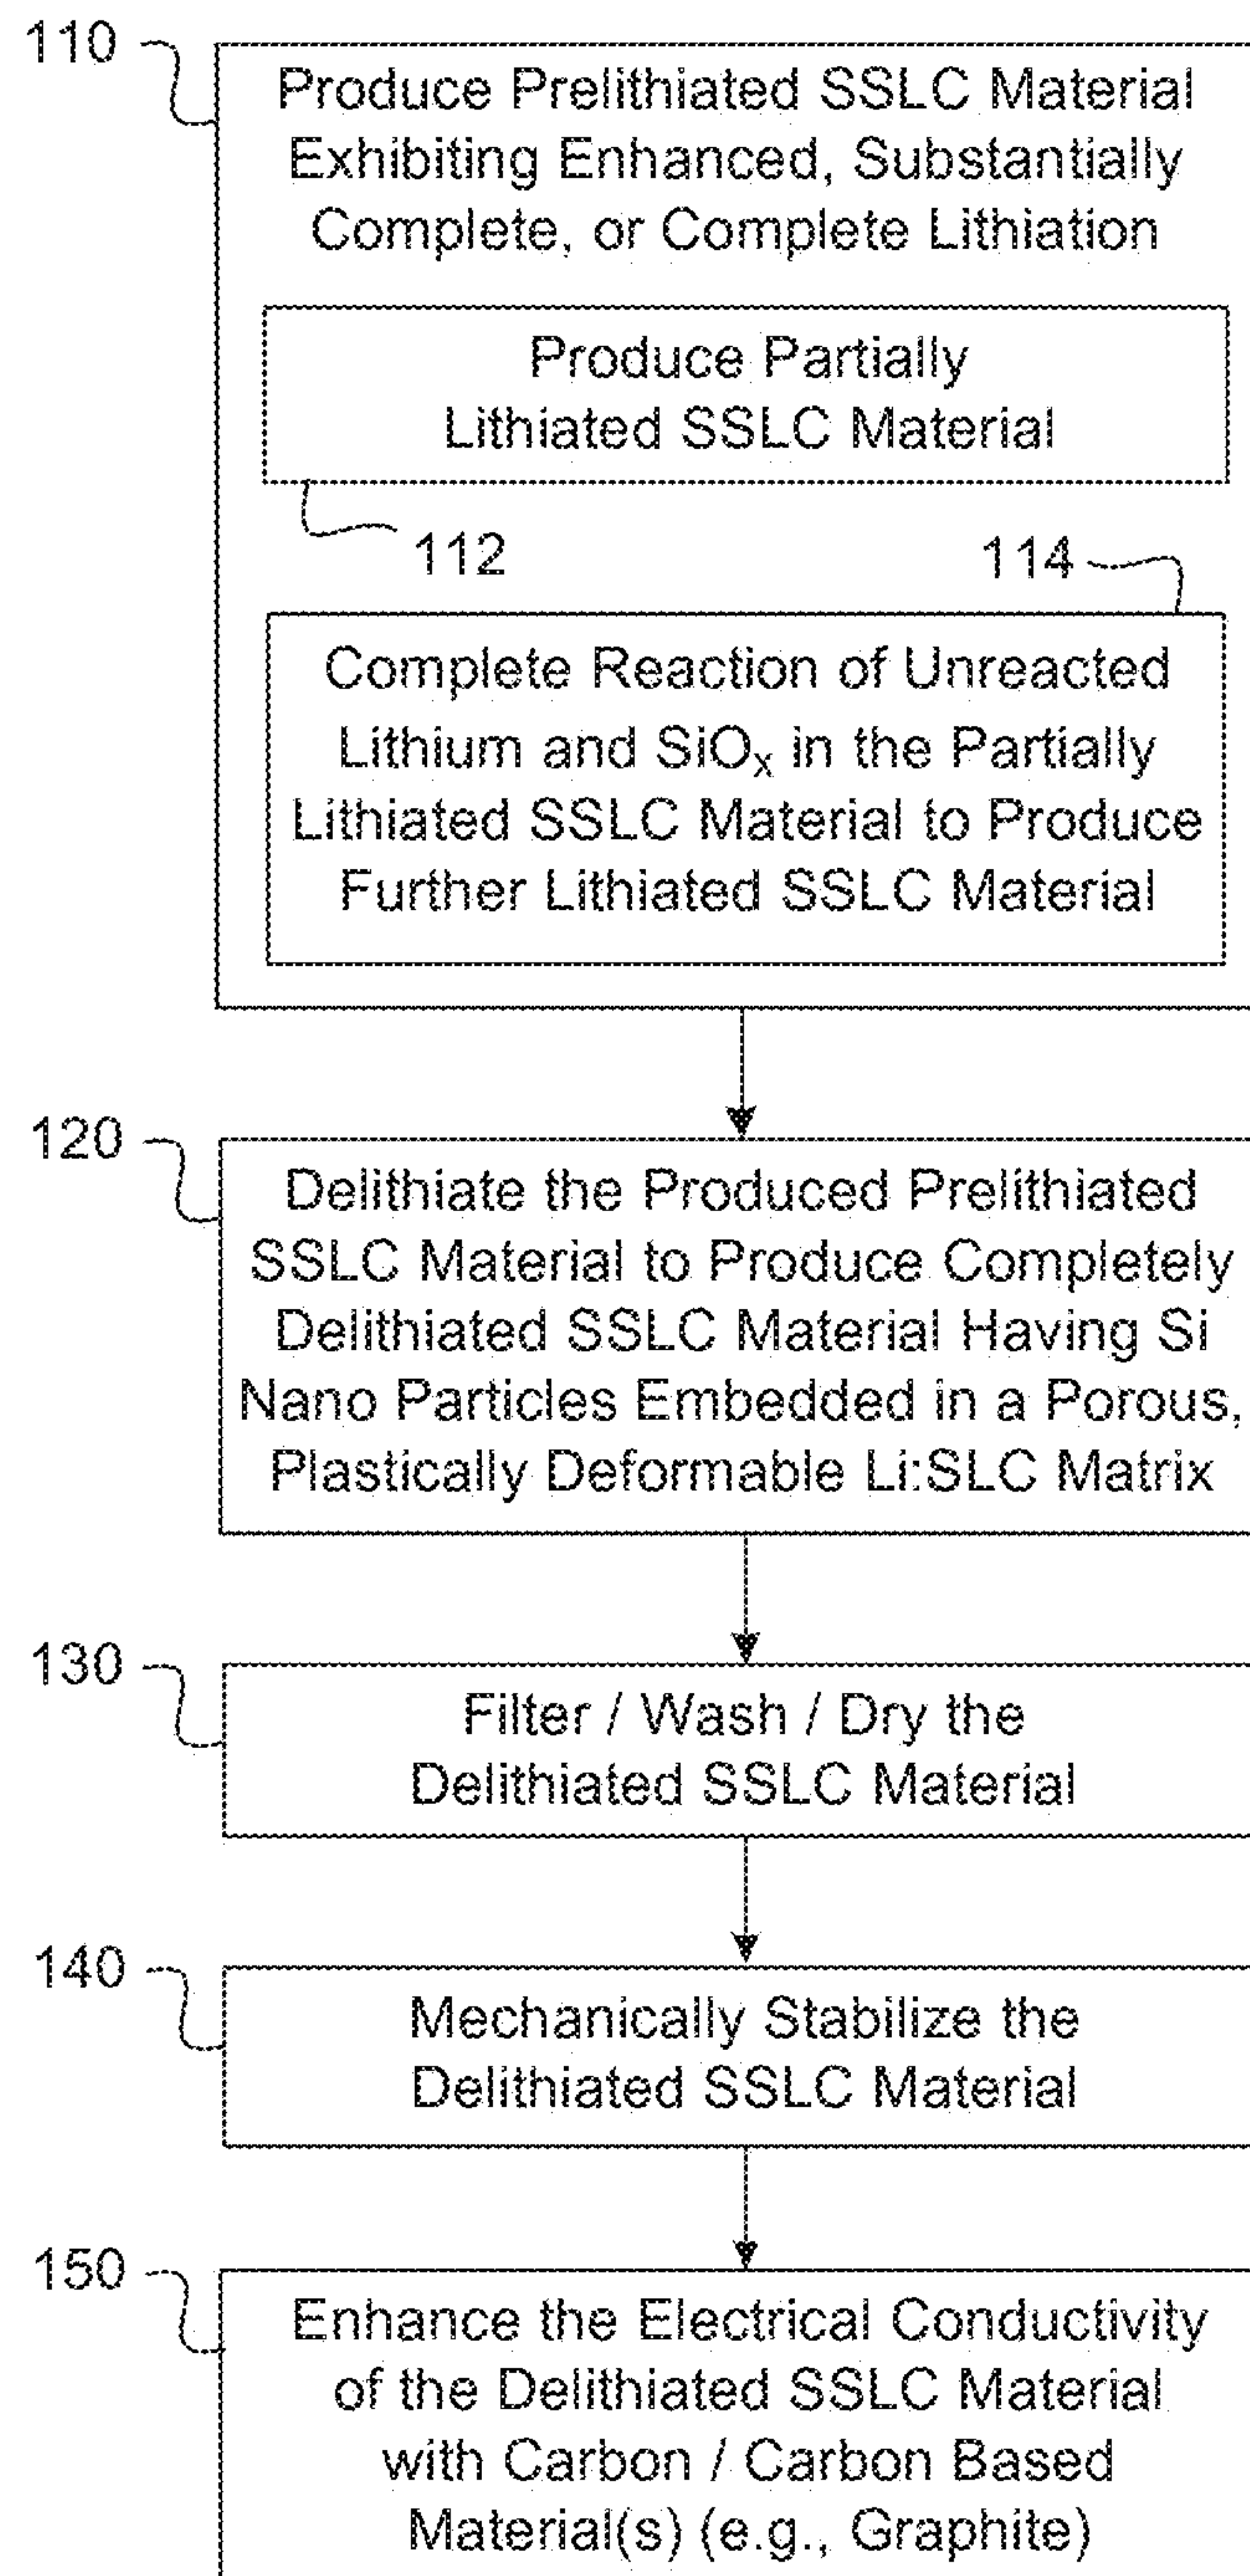 110
Produce Prelithiated SSLC Material
Exhibiting Enhanced, Substantially
Complete, or Complete Lithiation
Produce Partially
Lithiated SSLC Material
112
114
Complete Reaction of Unreacted
Lithium and SiOₓ in the Partially
Lithiated SSLC Material to Produce
Further Lithiated SSLC Material
120
Delithiate the Produced Prelithiated
SSLC Material to Produce Completely
Delithiated SSLC Material Having Si
Nano Particles Embedded in a Porous,
Plastically Deformable Li:SLC Matrix
130
Filter / Wash / Dry the
Delithiated SSLC Material
140
Mechanically Stabilize the
Delithiated SSLC Material
150
Enhance the Electrical Conductivity
of the Delithiated SSLC Material
with Carbon / Carbon Based
Material(s) (e.g., Graphite)